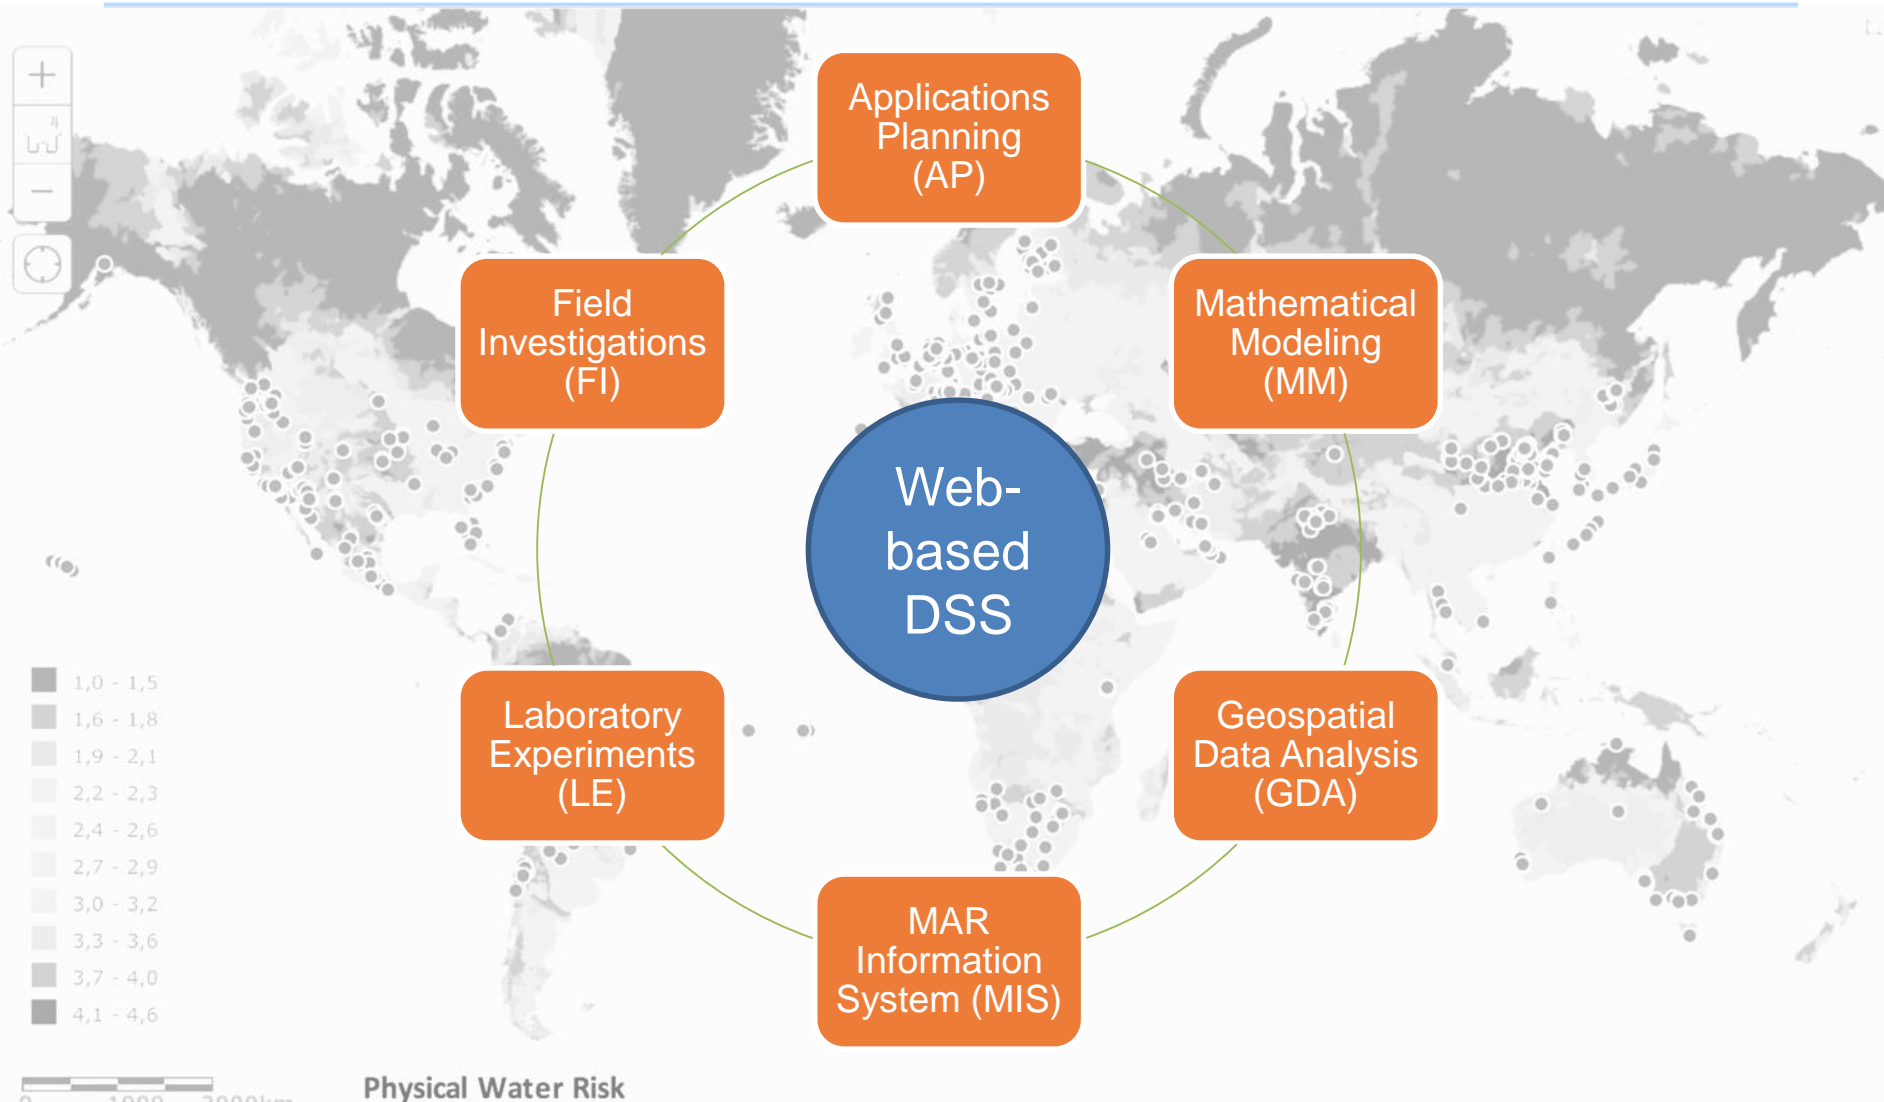 Applications
Planning
(AP)
Field
Investigations
(FI)
Mathematical
Modeling
(MM)
Web-
based
DSS
Laboratory
Experiments
(LE)
Geospatial
Data Analysis
(GDA)
MAR
Information
System (MIS)
1,0 - 1,5
1,6 - 1,8
1,9 - 2,1
2,2 - 2,3
2,4 - 2,6
2,7 - 2,9
3,0 - 3,2
3,3 - 3,6
3,7 - 4,0
4,1 - 4,6
Physical Water Risk